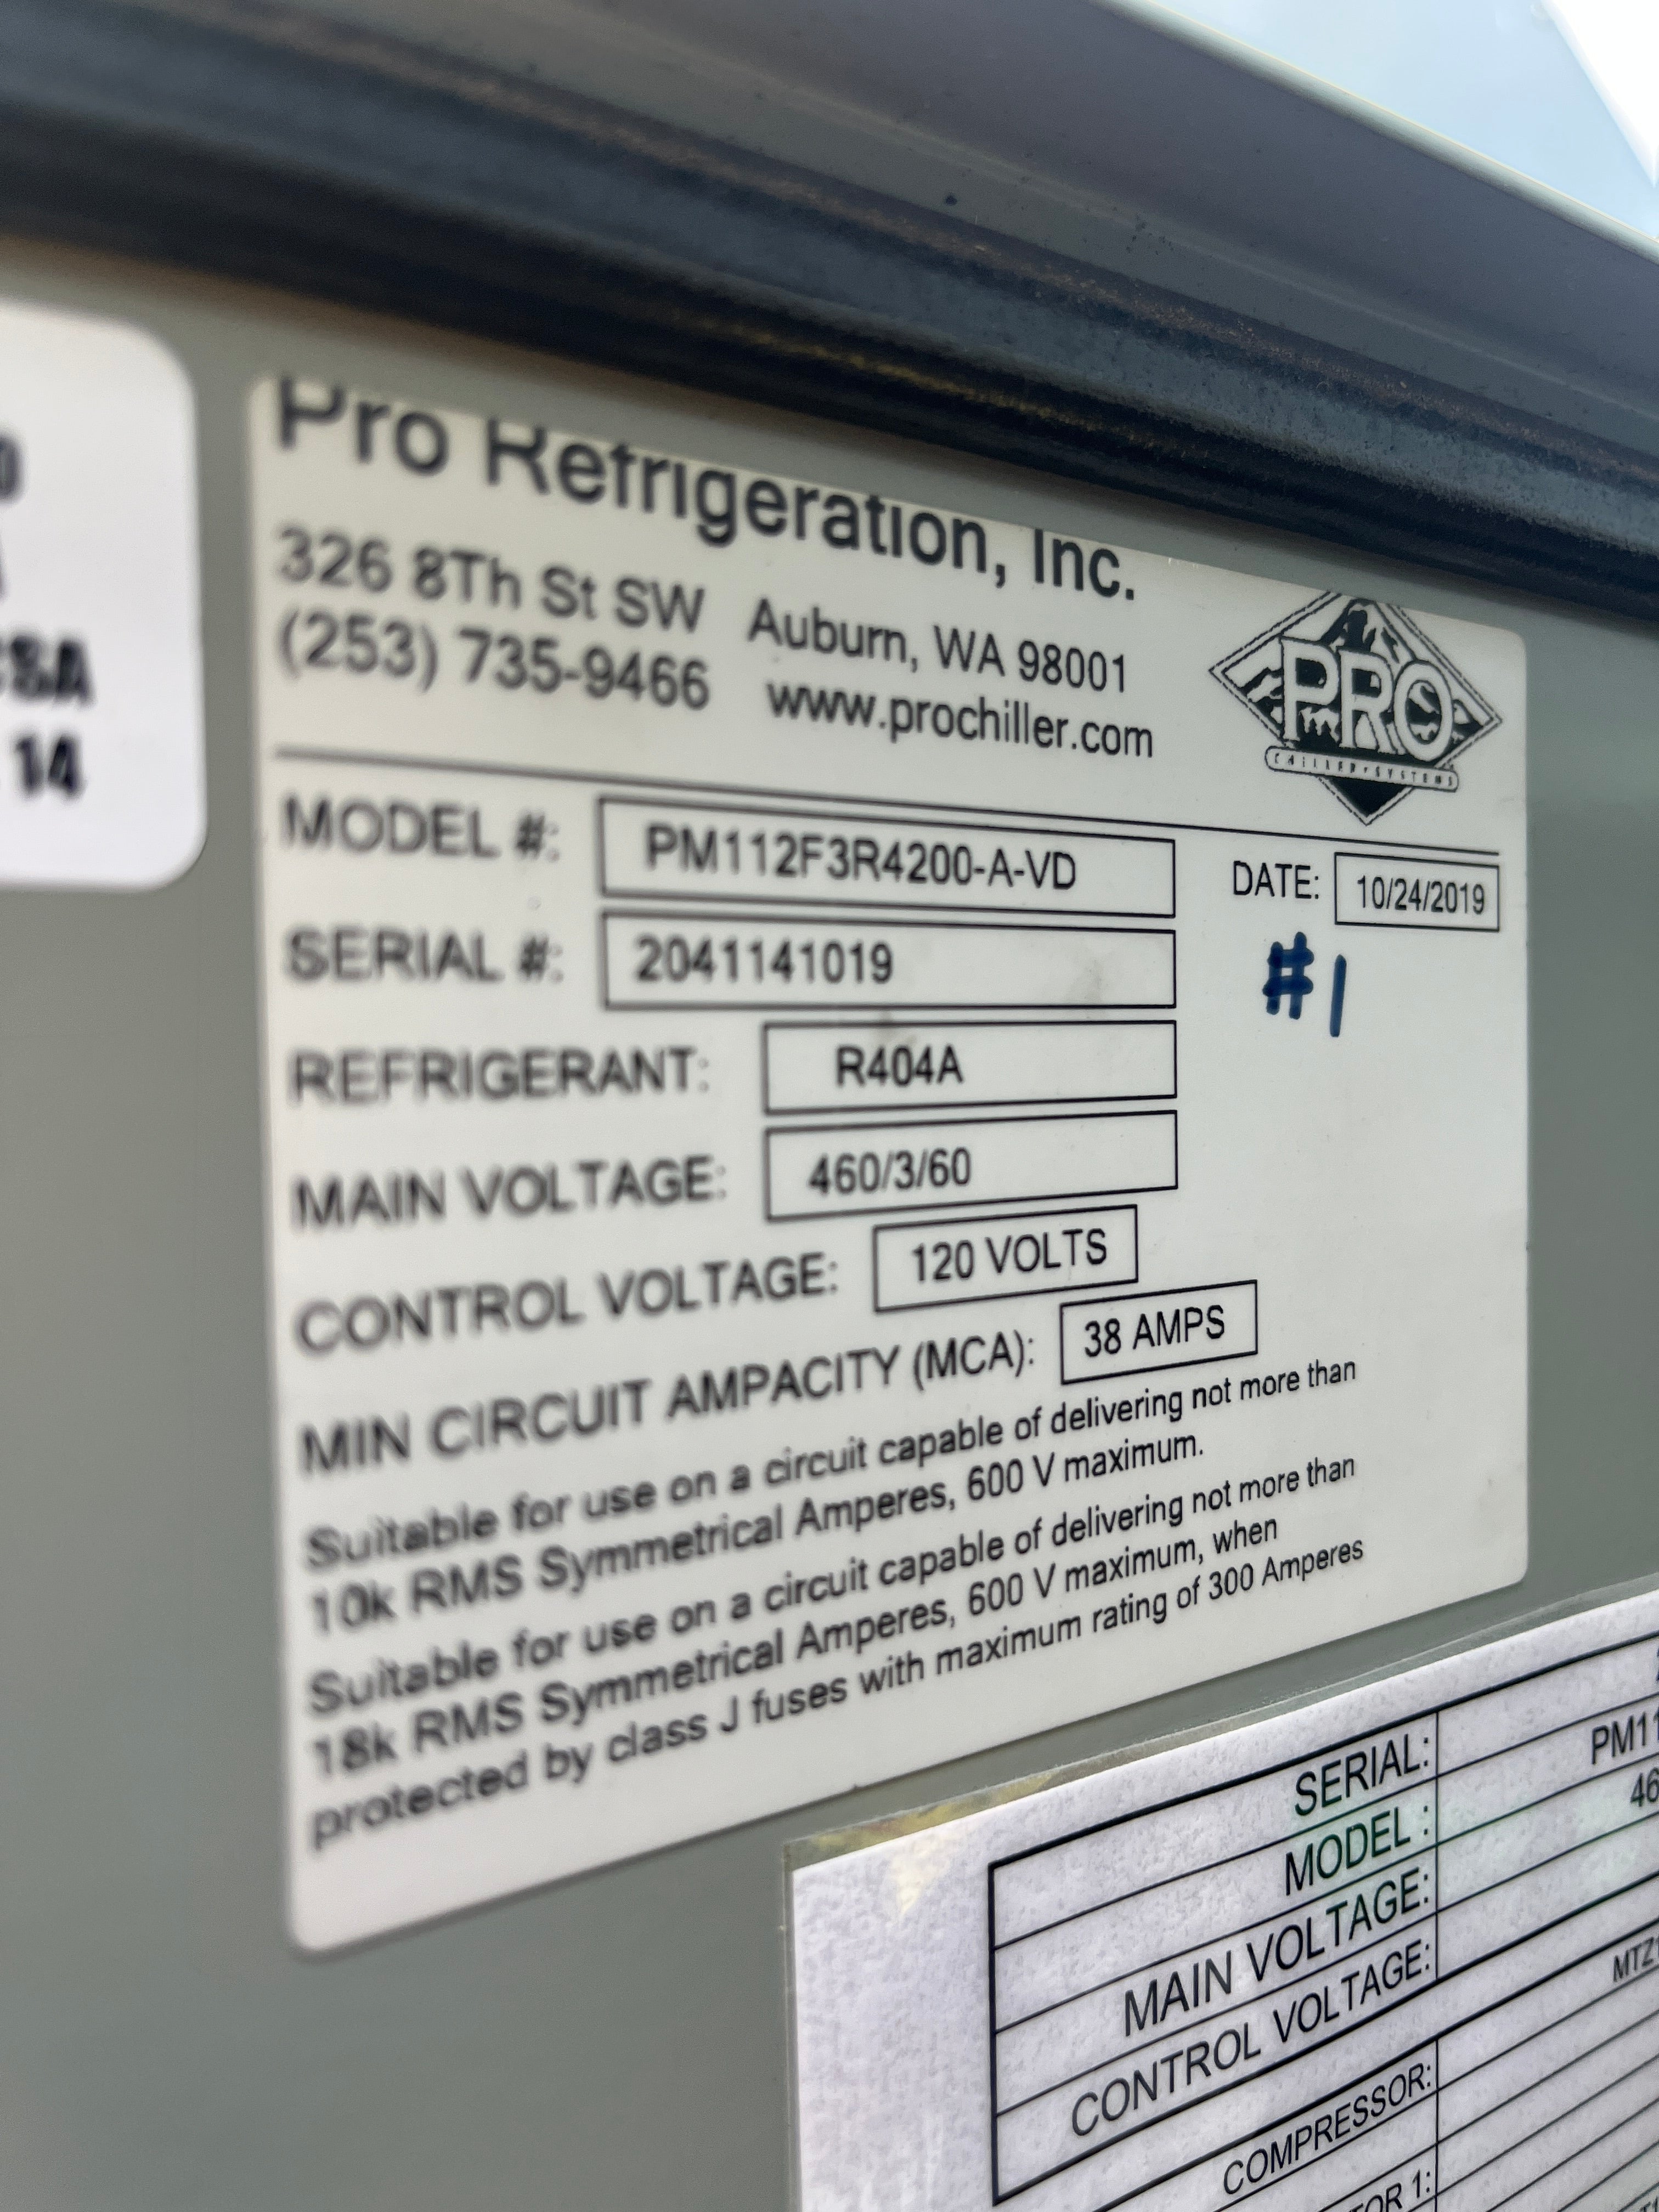 Pro Refrigeration, Inc.
326 8Th St SW Auburn, WA 98001
(253) 735-9466 www.prochiller.com
PRO
CHILLER SYSTEMS
MODEL #: PM112F3R4200-A-VD DATE: 10/24/2019
SERIAL #: 2041141019 #1
REFRIGERANT: R404A
MAIN VOLTAGE: 460/3/60
CONTROL VOLTAGE: 120 VOLTS
MIN CIRCUIT AMPACITY (MCA): 38 AMPS
Suitable for use on a circuit capable of delivering not more than
10k RMS Symmetrical Amperes, 600 V maximum.
Suitable for use on a circuit capable of delivering not more than
18k RMS Symmetrical Amperes, 600 V maximum, when
protected by class J fuses with maximum rating of 300 Amperes
14
SERIAL:
MODEL : PM11
MAIN VOLTAGE: 46
CONTROL VOLTAGE:
COMPRESSOR: MTZ